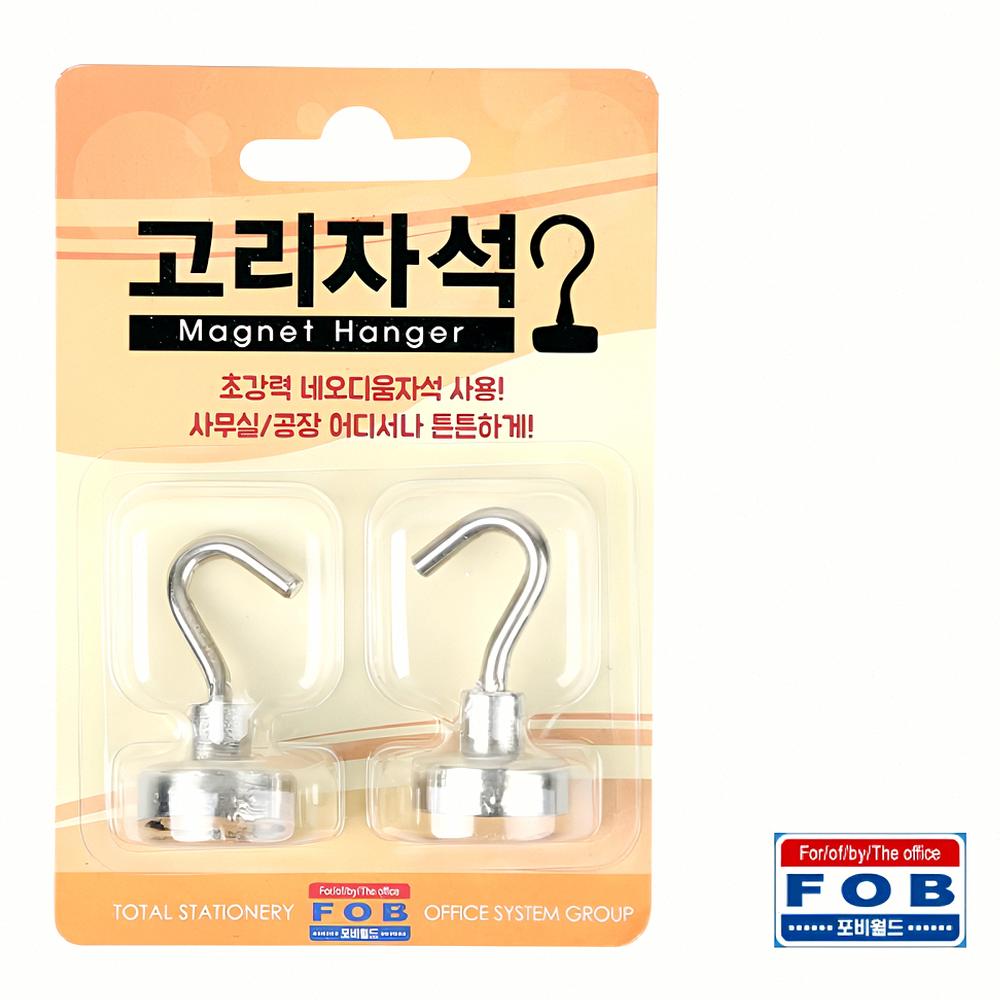 고리자석
Magnet Hanger
초강력 네오디움자석 사용!
사무실/공장 어디서나 튼튼하게!
TOTAL STATIONERY
For/of/by/The office
FOB
포비월드
OFFICE SYSTEM GROUP
For/of/by/The office
FOB
포비월드